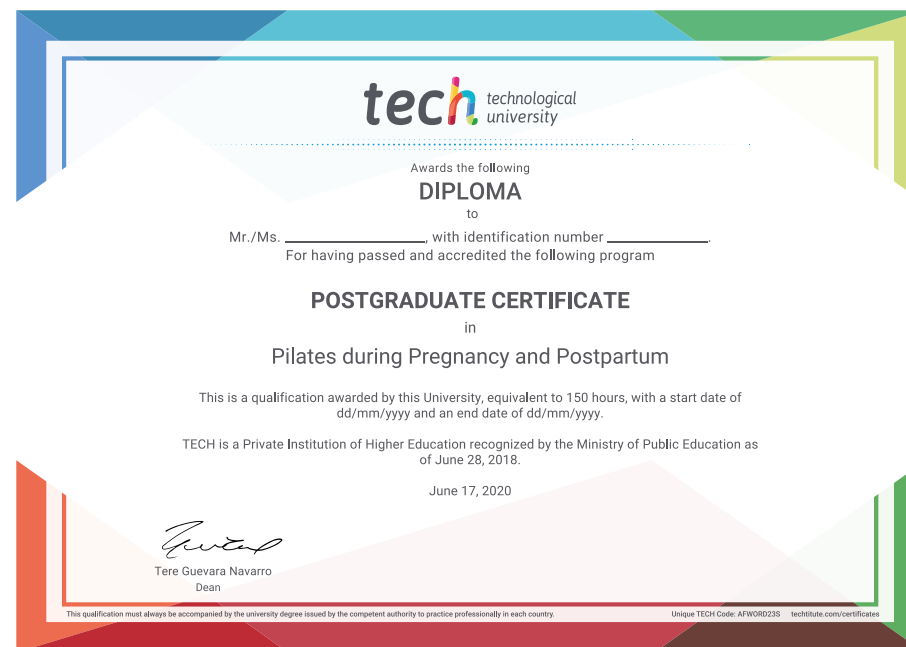 tech technological
university
Awards the following
DIPLOMA
to
Mr./Ms. ____________________, with identification number ______________.
For having passed and accredited the following program
POSTGRADUATE CERTIFICATE
in
Pilates during Pregnancy and Postpartum
This is a qualification awarded by this University, equivalent to 150 hours, with a start date of
dd/mm/yyyy and an end date of dd/mm/yyyy.
TECH is a Private Institution of Higher Education recognized by the Ministry of Public Education as
of June 28, 2018.
June 17, 2020
Tere Guevara Navarro
Dean
This qualification must always be accompanied by the university degree issued by the competent authority to practice professionally in each country. Unique TECH Code: AFWORD23S techtitute.com/certificates